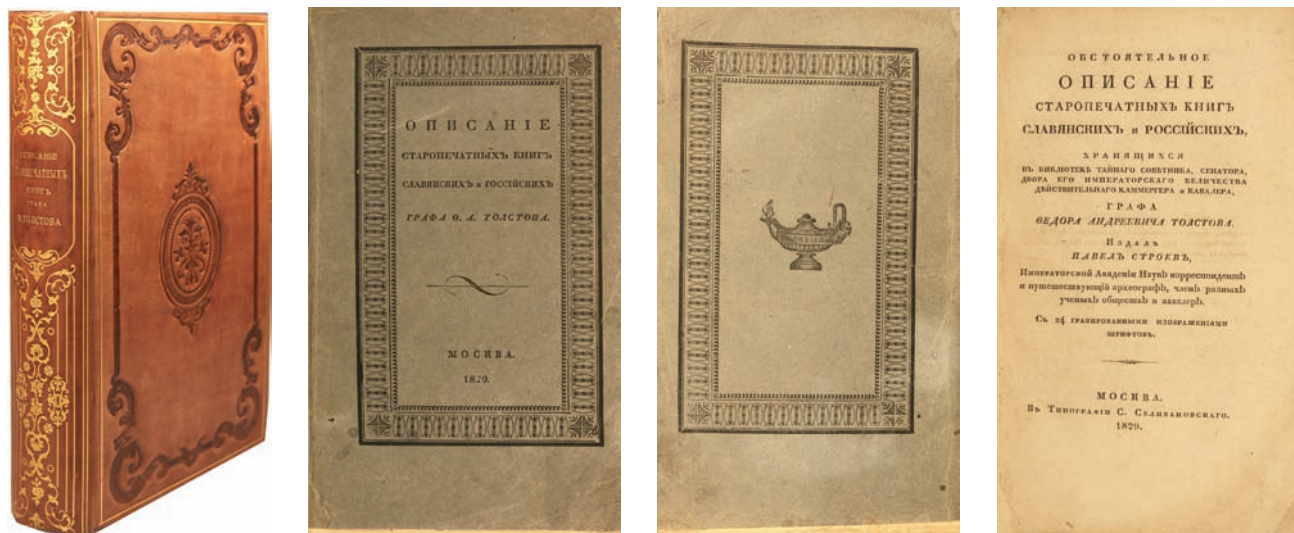 ОПИСАНІЕ
СТАРОПЕЧАТНЫХЪ
КНИГЪ
ГРАФА
Ѳ.ТОЛСТОВА
ОПИСАНІЕ
СТАРОПЕЧАТНЫХЪ КНИГЪ
СЛАВЯНСКИХЪ и РОССІЙСКИХЪ
ГРАФА Ѳ. А. ТОЛСТОВА.
МОСКВА.
1829.
ОБСТОЯТЕЛЬНОЕ
ОПИСАНІЕ
СТАРОПЕЧАТНЫХЪ КНИГЪ
СЛАВЯНСКИХЪ и РОССІЙСКИХЪ,
ХРАНЯЩИХСЯ
ВЪ БИБЛІОТЕКѢ ТАЙНАГО СОВѢТНИКА, СЕНАТОРА,
ДВОРА ЕГО ИМПЕРАТОРСКАГО ВЕЛИЧЕСТВА
ДѢЙСТВИТЕЛЬНАГО КАММЕРГЕРА и КАВАЛЕРА,
ГРАФА
ѲЕДОРА АНДРЕЕВИЧА ТОЛСТОВА.
Издалъ
ПАВЕЛЪ СТРОЕВЪ,
Императорской Академіи Наукъ корреспондентъ
и путешествующій археографъ, членъ разныхъ
ученыхъ обществъ и кавалеръ.
Съ 24 ГРАВИРОВАННЫМИ ИЗОБРАЖЕНІЯМИ
ШРИФТОВЪ.
МОСКВА.
Въ Типографіи С. Селивановскаго.
1829.